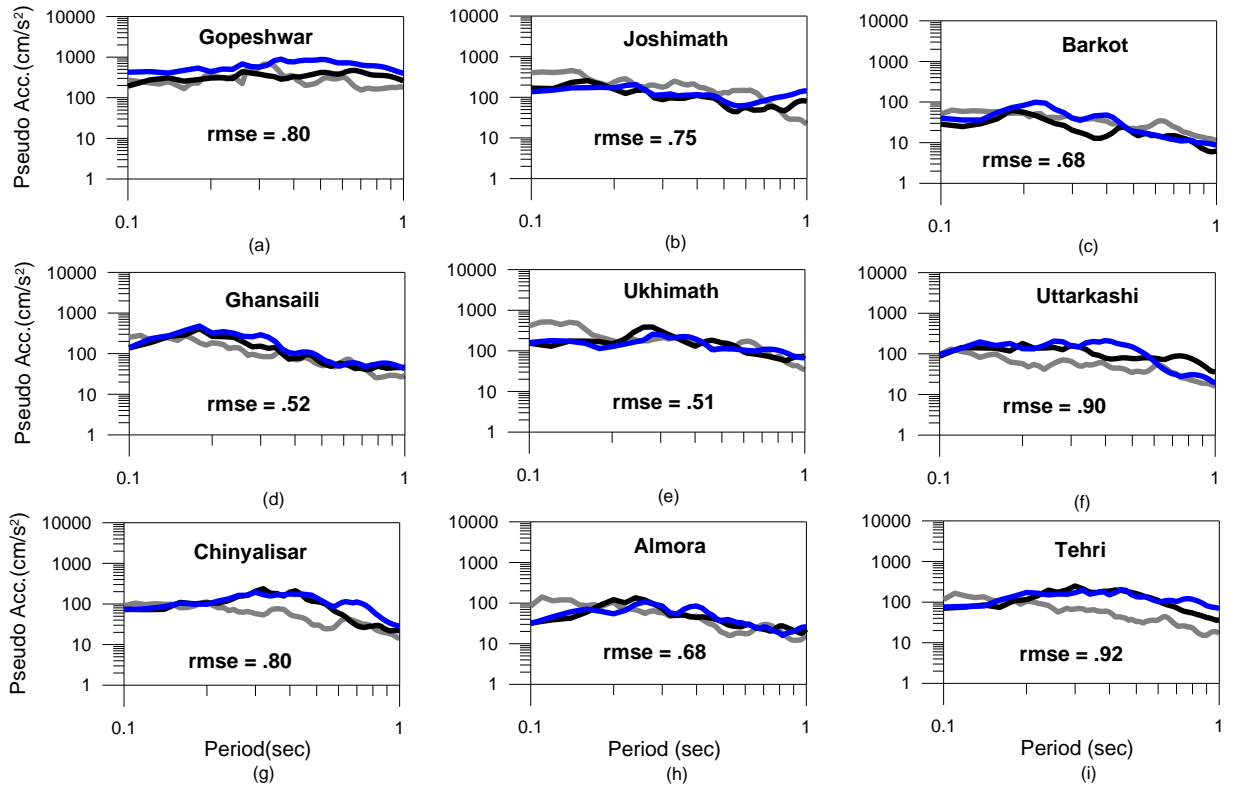 Pseudo Acc.(cm/s²)
10000
1000
100
10
1
Gopeshwar
rmse = .80
0.1
1
(a)
10000
1000
100
10
1
Joshimath
rmse = .75
0.1
1
(b)
10000
1000
100
10
1
Barkot
rmse = .68
0.1
1
(c)
Pseudo Acc.(cm/s²)
10000
1000
100
10
1
Ghansaili
rmse = .52
0.1
1
(d)
10000
1000
100
10
1
Ukhimath
rmse = .51
0.1
1
(e)
10000
1000
100
10
1
Uttarkashi
rmse = .90
0.1
1
(f)
Pseudo Acc.(cm/s²)
10000
1000
100
10
1
Chinyalisar
rmse = .80
0.1
1
Period(sec)
(g)
10000
1000
100
10
1
Almora
rmse = .68
0.1
1
Period (sec)
(h)
10000
1000
100
10
1
Tehri
rmse = .92
0.1
1
Period (sec)
(i)